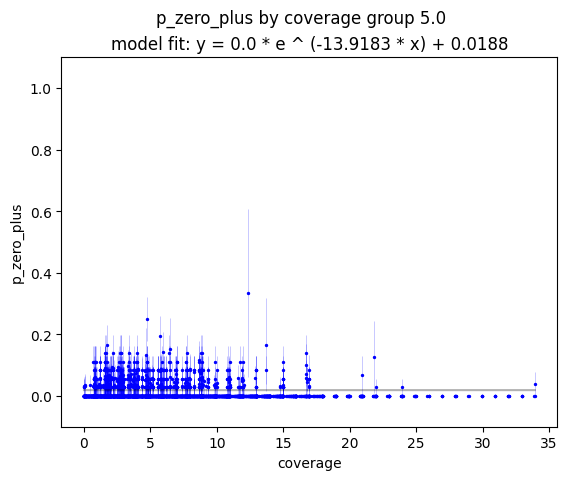 p_zero_plus by coverage group 5.0
model fit: y = 0.0 * e ^ (-13.9183 * x) + 0.0188
1.0
0.8
0.6
0.4
0.2
0.0
p_zero_plus
0 5 10 15 20 25 30 35
coverage